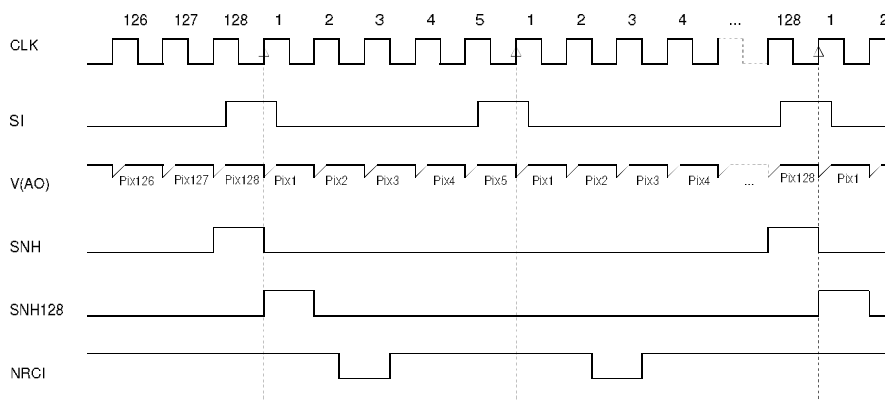 126 127 128 1 2 3 4 5 1 2 3 4 ... 128 1 2
CLK
SI
V(AO) Pix126 Pix127 Pix128 Pix1 Pix2 Pix3 Pix4 Pix5 Pix1 Pix2 Pix3 Pix4 ... Pix128 Pix1
SNH
SNH128
NRCI